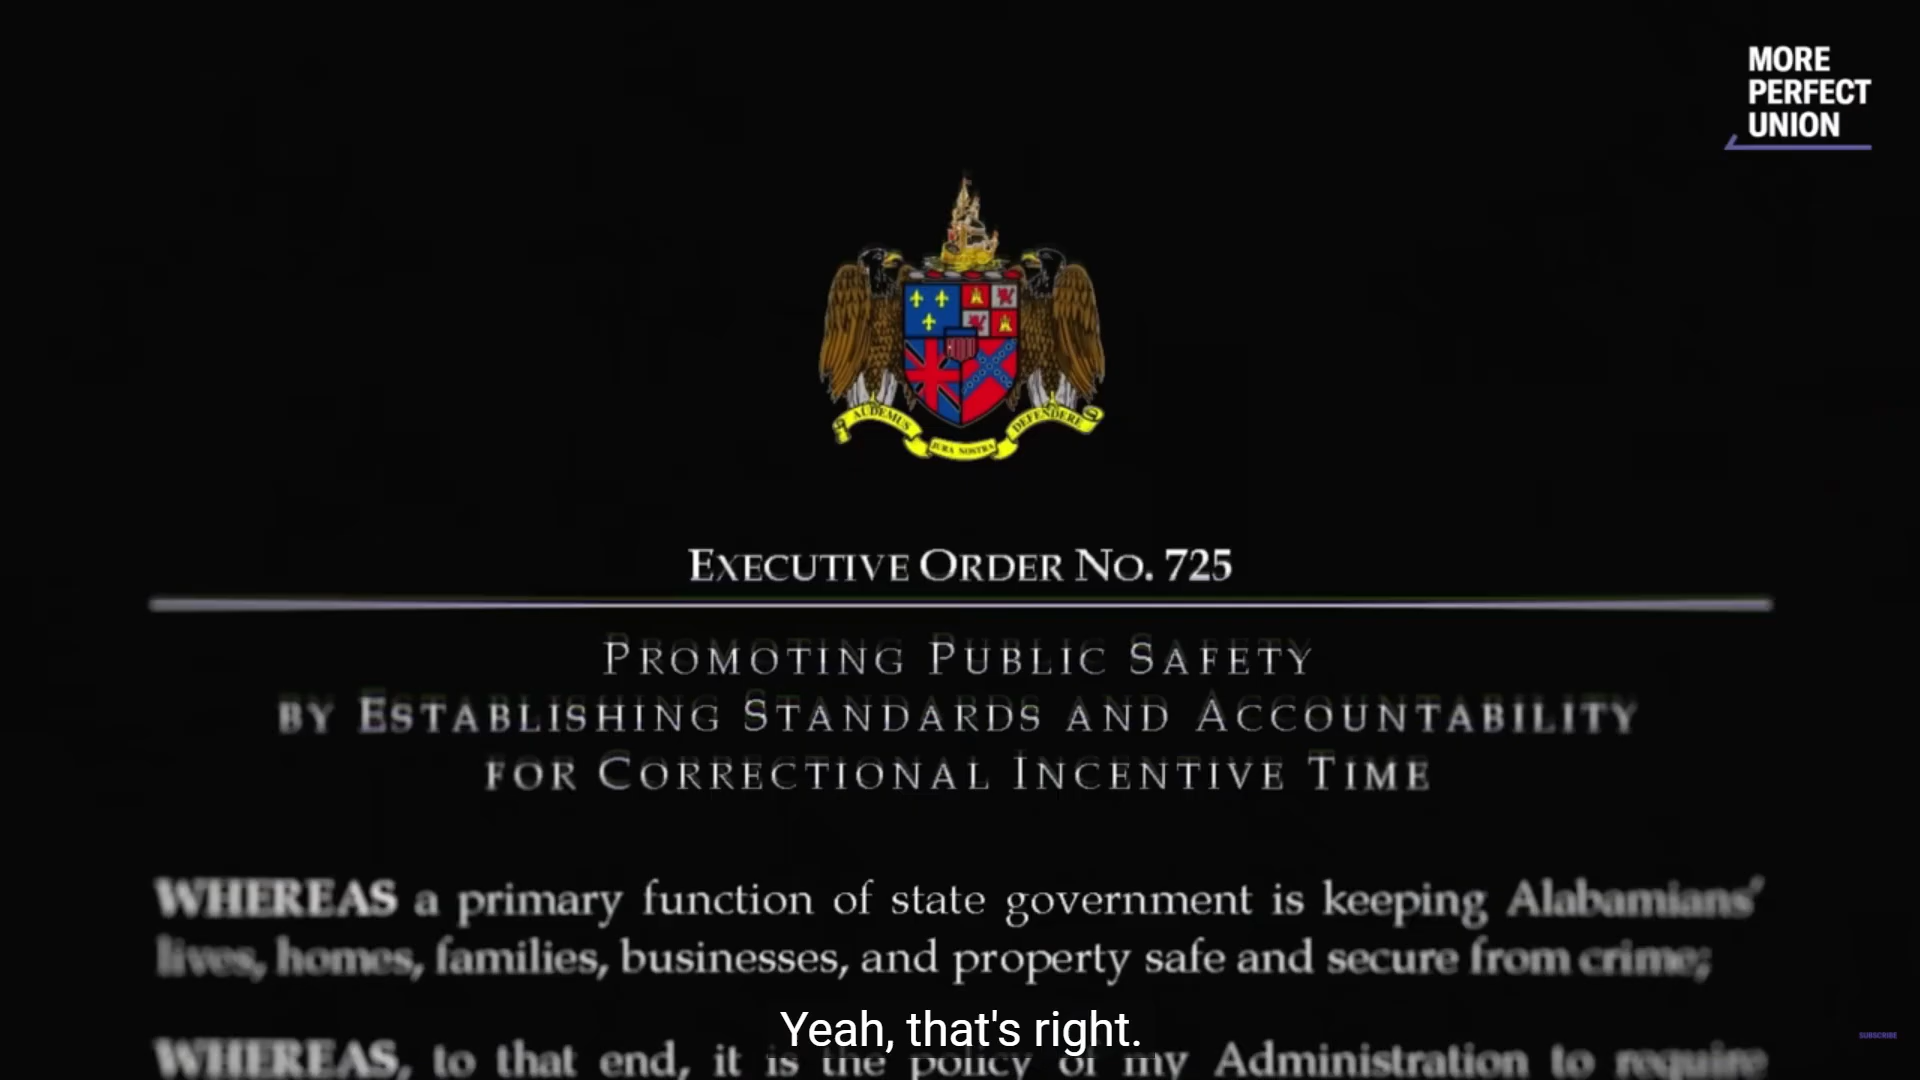 MORE
PERFECT
UNION
AUDEMUS
JURA NOSTRA
DEFENDERE
EXECUTIVE ORDER NO. 725
PROMOTING PUBLIC SAFETY
BY ESTABLISHING STANDARDS AND ACCOUNTABILITY
FOR CORRECTIONAL INCENTIVE TIME
WHEREAS a primary function of state government is keeping Alabamians'
lives, homes, families, businesses, and property safe and secure from crime;
Yeah, that's right.
WHEREAS, to that end, it is the policy of my Administration to require
SUBSCRIBE